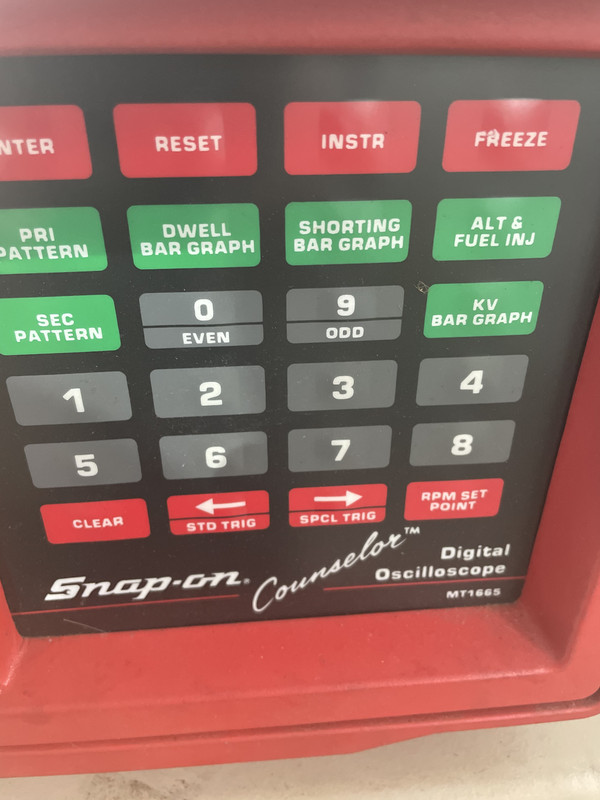 NTER
RESET
INSTR
FREEZE
PRI
PATTERN
DWELL
BAR GRAPH
SHORTING
BAR GRAPH
ALT &
FUEL INJ
SEC
PATTERN
0
EVEN
9
ODD
KV
BAR GRAPH
1
2
3
4
5
6
7
8
CLEAR
STD TRIG
SPCL TRIG
RPM SET
POINT
Snap-on®
Counselor™
Digital
Oscilloscope
MT1665